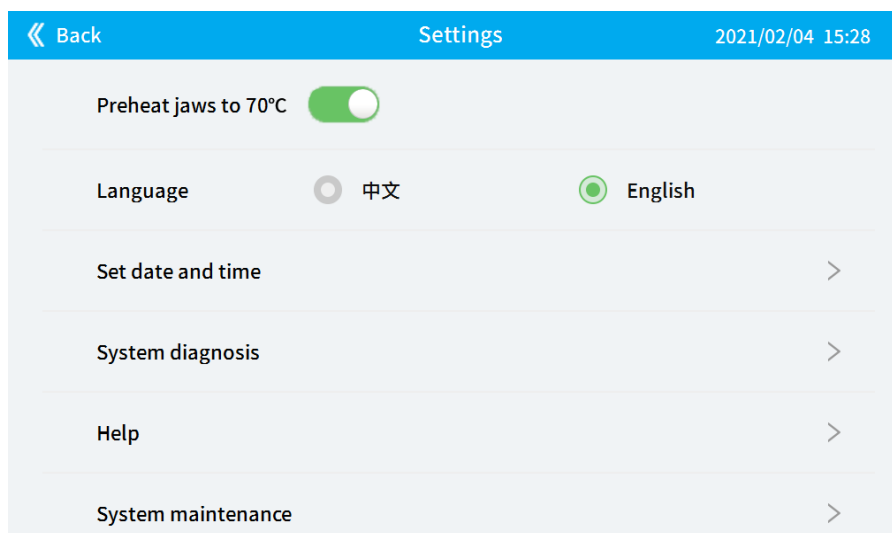 Back Settings 2021/02/04 15:28
Preheat jaws to 70℃
Language 中文 English
Set date and time
System diagnosis
Help
System maintenance